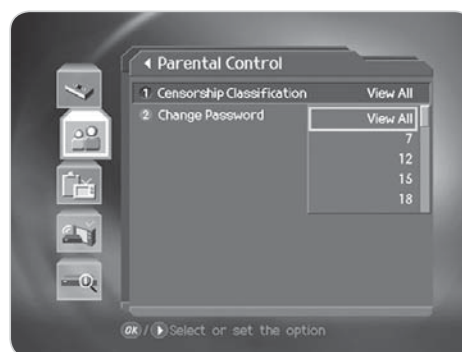 Parental Control
1 Censorship Classification View All
2 Change Password View All
7
12
15
18
OK / Select or set the option